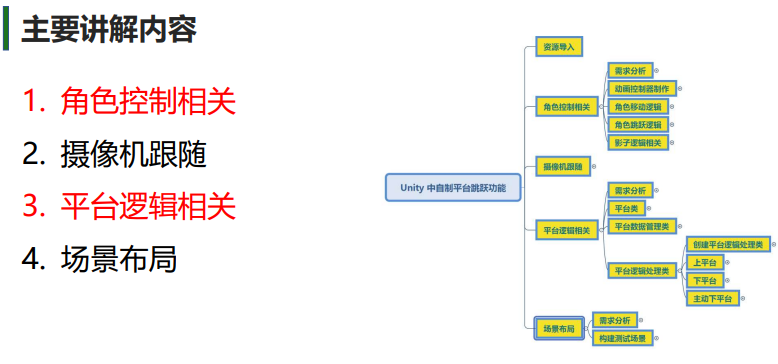 主要讲解内容
1. 角色控制相关
2. 摄像机跟随
3. 平台逻辑相关
4. 场景布局
Unity 中自制平台跳跃功能
资源导入
角色控制相关
需求分析
动画控制器制作
角色移动逻辑
角色跳跃逻辑
影子逻辑相关
摄像机跟随
平台逻辑相关
需求分析
平台类
平台数据管理类
平台逻辑处理类
创建平台逻辑处理类
上平台
下平台
主动下平台
场景布局
需求分析
构建测试场景